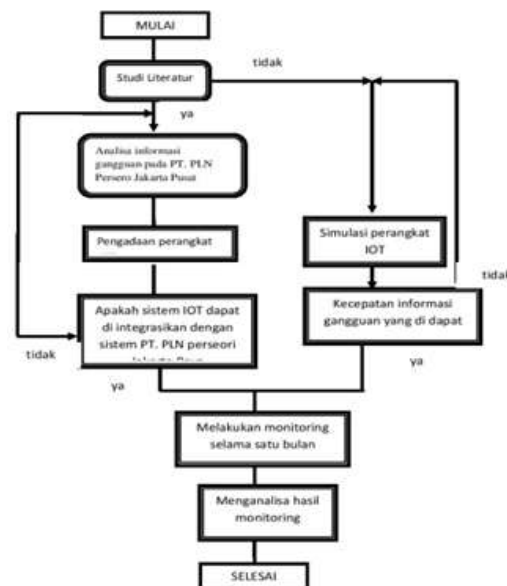 MULAI
Studi Literatur
tidak
ya
Analisa informasi
gangguan pada PT. PLN
Persero Jakarta Pusat
Pengadaan perangkat
Simulasi perangkat
IOT
tidak
Apakah sistem IOT dapat
di integrasikan dengan
sistem PT. PLN perseori
Jakarta
tidak
ya
Kecepatan informasi
gangguan yang di dapat
ya
Melakukan monitoring
selama satu bulan
Menganalisa hasil
monitoring
SELESAI